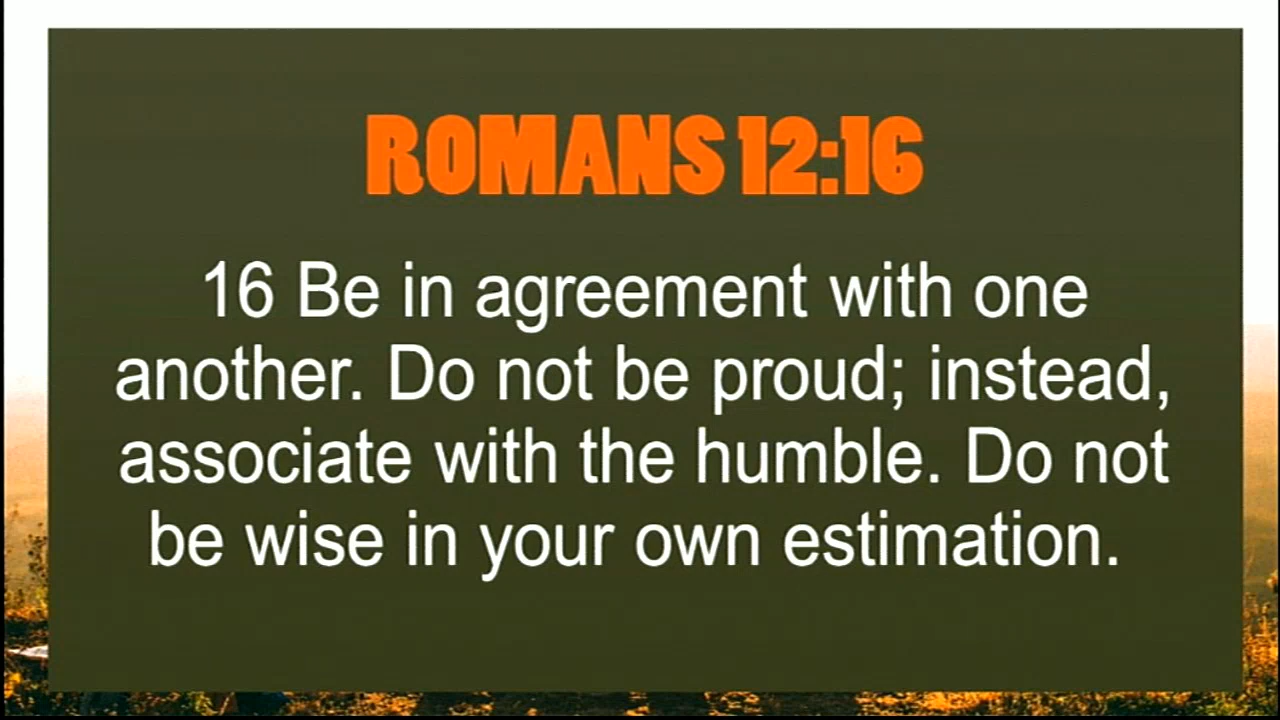 ROMANS 12:16
16 Be in agreement with one
another. Do not be proud; instead,
associate with the humble. Do not
be wise in your own estimation.